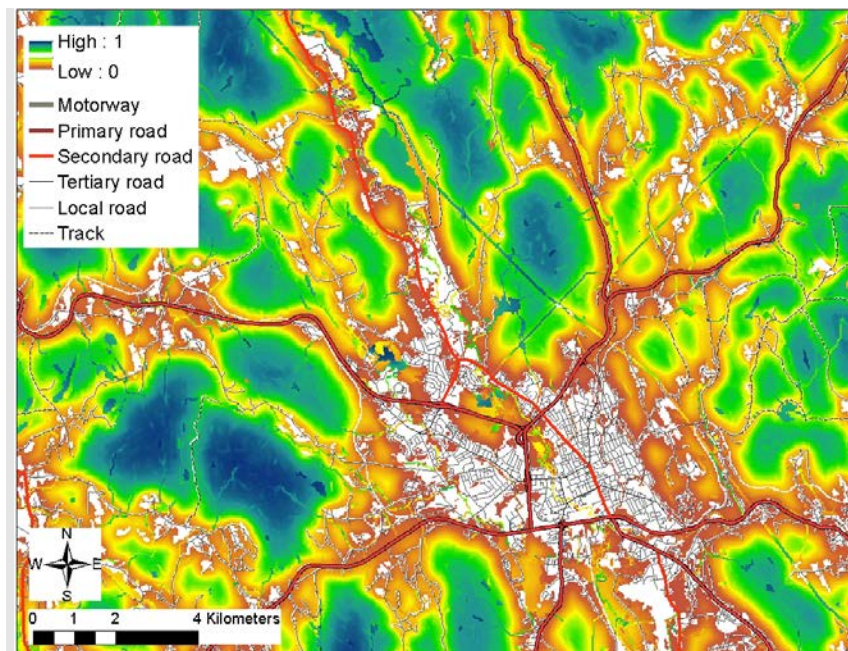 High : 1
Low : 0
Motorway
Primary road
Secondary road
Tertiary road
Local road
Track
N
W E
S
0 1 2 4 Kilometers